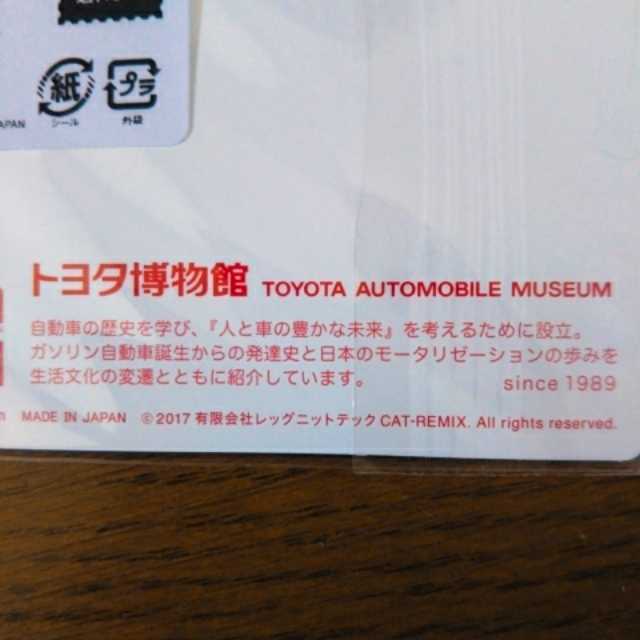 紙 プラ
APAN シール 外袋
トヨタ博物館 TOYOTA AUTOMOBILE MUSEUM
自動車の歴史を学び、『人と車の豊かな未来』を考えるために設立。
ガソリン自動車誕生からの発達史と日本のモータリゼーションの歩みを
生活文化の変遷とともに紹介しています。 since 1989
MADE IN JAPAN ©2017 有限会社レッグニットテック CAT-REMIX. All rights reserved.